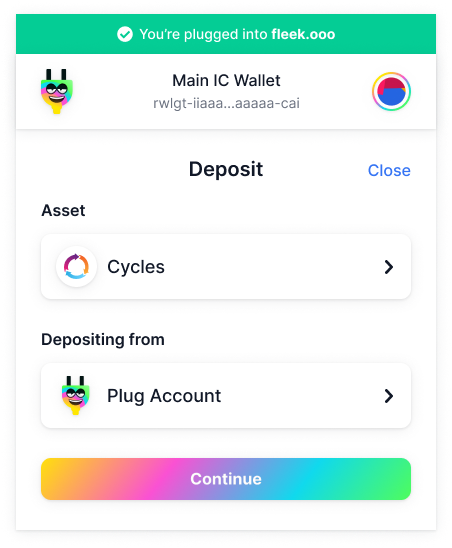 You're plugged into fleek.ooo
Main IC Wallet
rwlgt-iiaaa...aaaaa-cai
Deposit
Close
Asset
Cycles
Depositing from
Plug Account
Continue